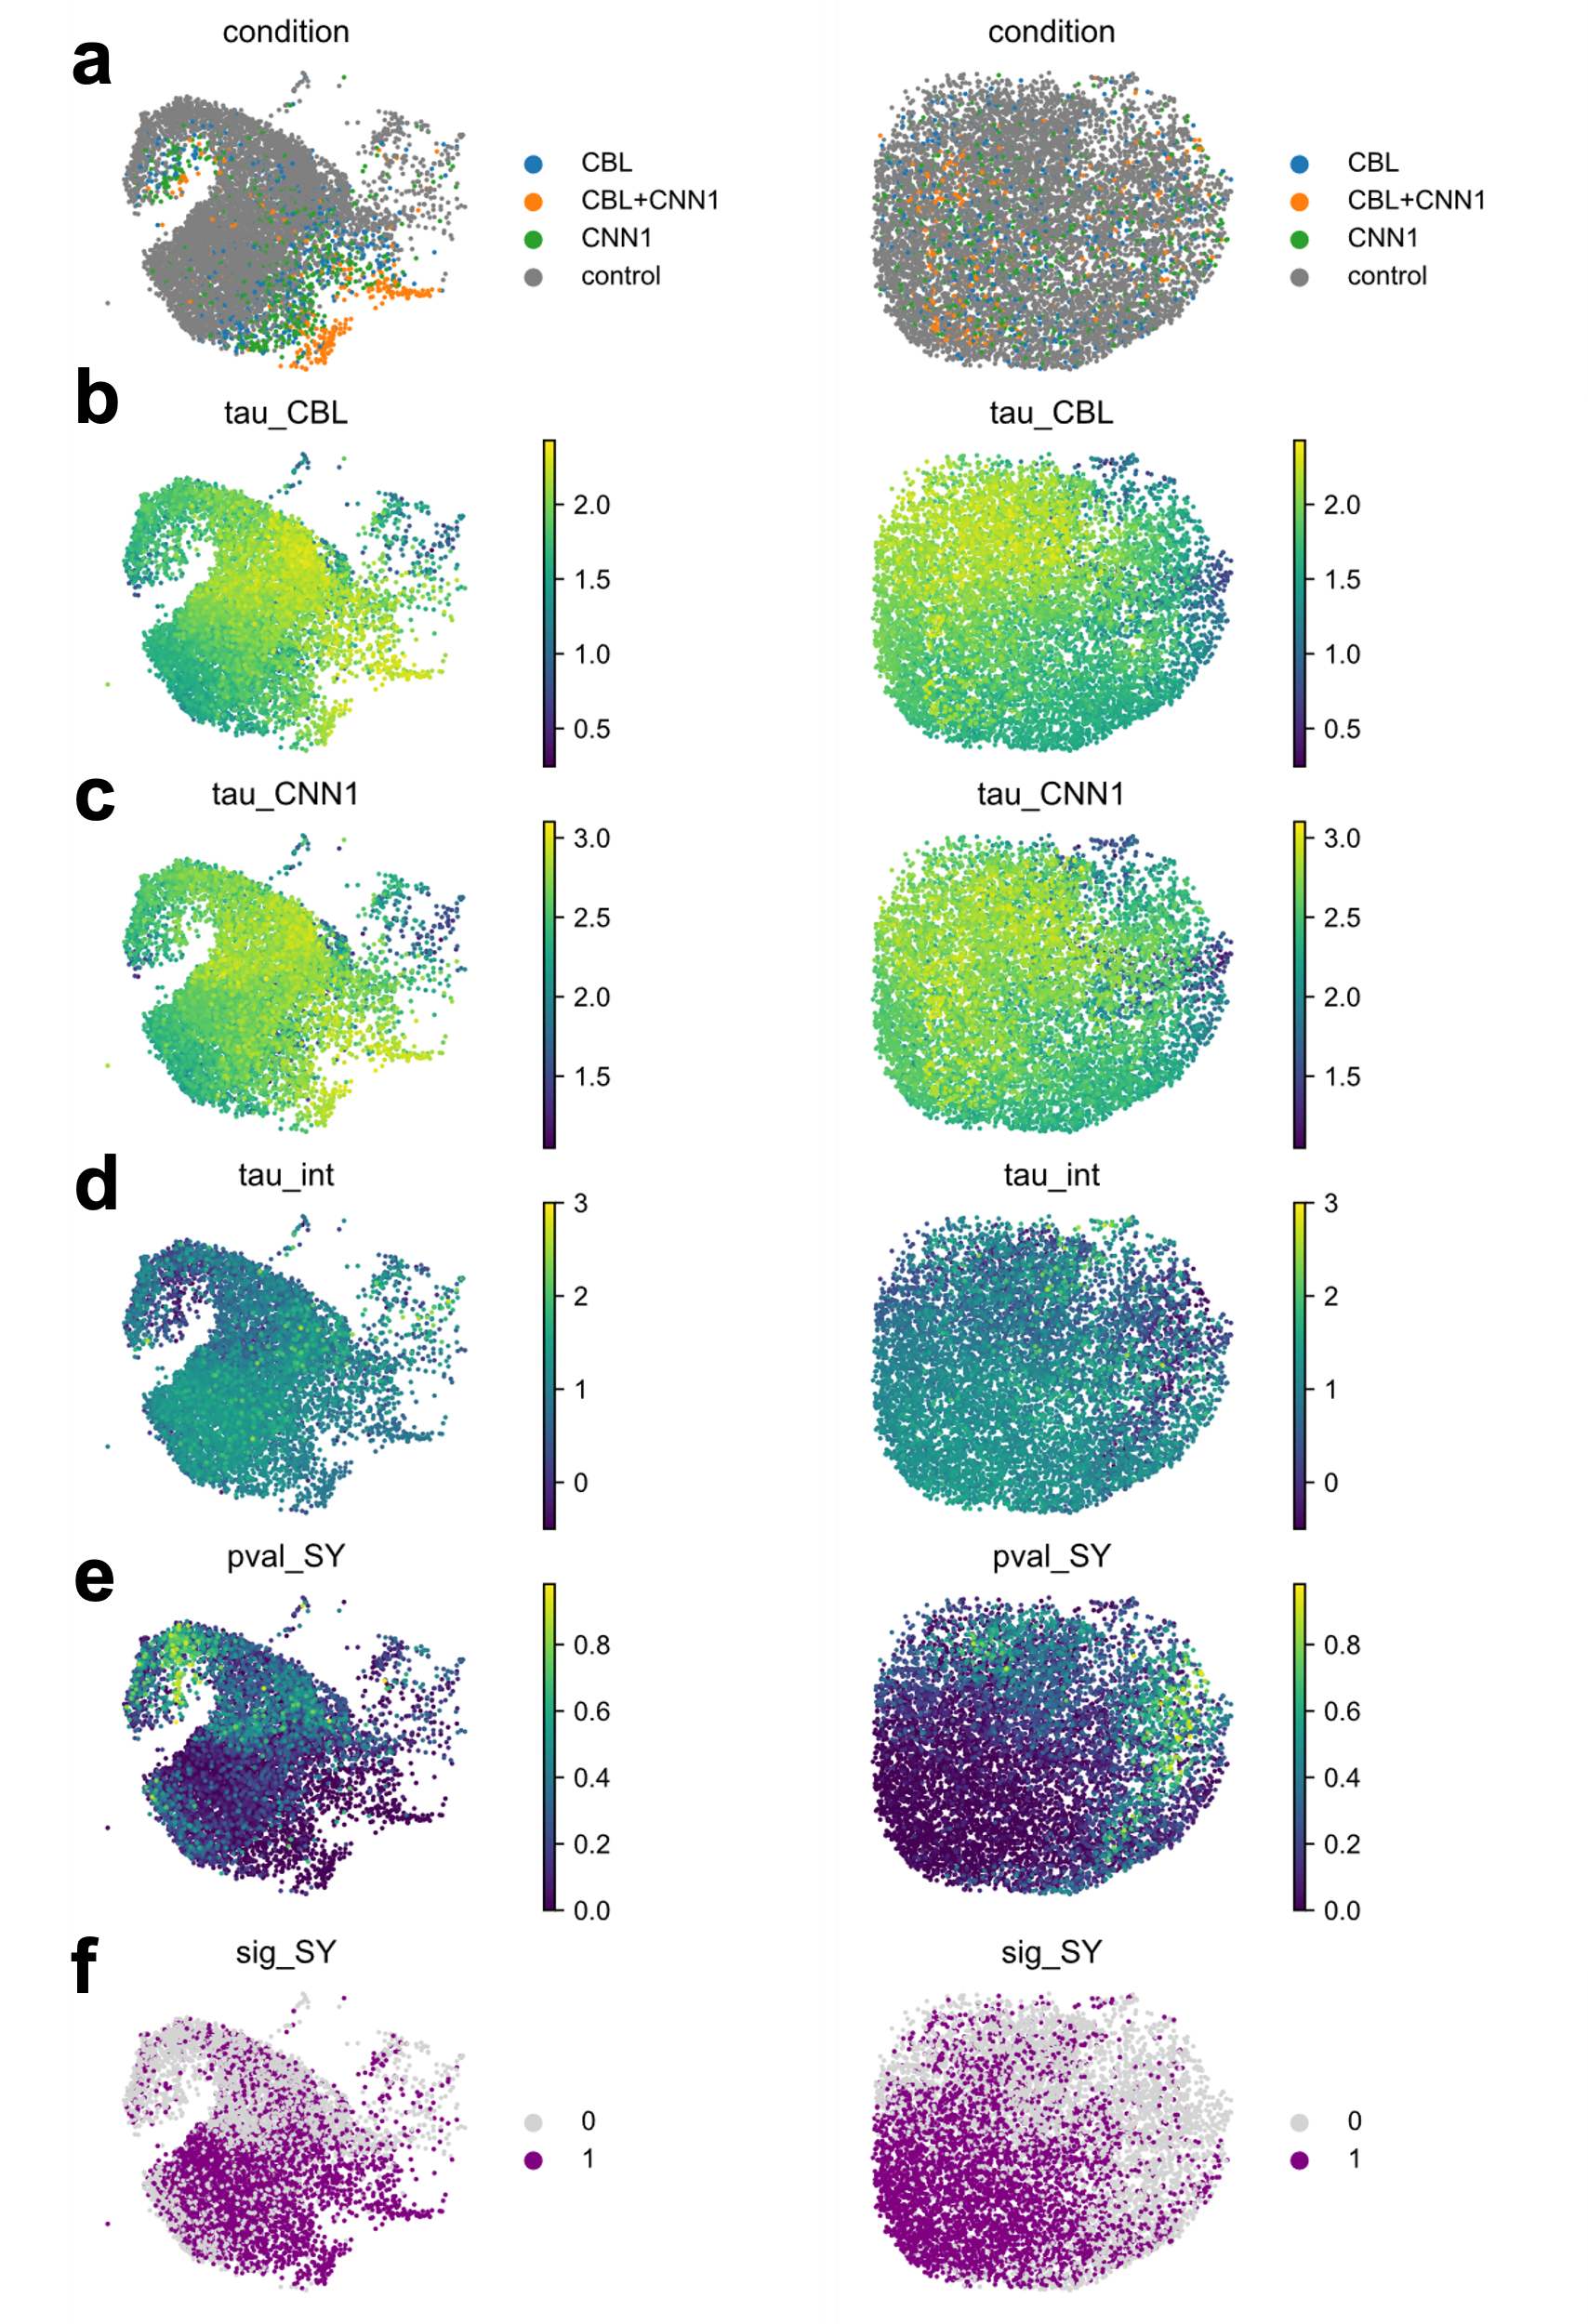 a
condition
condition
CBL
CBL+CNN1
CNN1
control
CBL
CBL+CNN1
CNN1
control
b
tau_CBL
tau_CBL
2.0
1.5
1.0
0.5
2.0
1.5
1.0
0.5
c
tau_CNN1
tau_CNN1
3.0
2.5
2.0
1.5
3.0
2.5
2.0
1.5
d
tau_int
tau_int
3
2
1
0
3
2
1
0
e
pval_SY
pval_SY
0.8
0.6
0.4
0.2
0.0
0.8
0.6
0.4
0.2
0.0
f
sig_SY
sig_SY
0
1
0
1